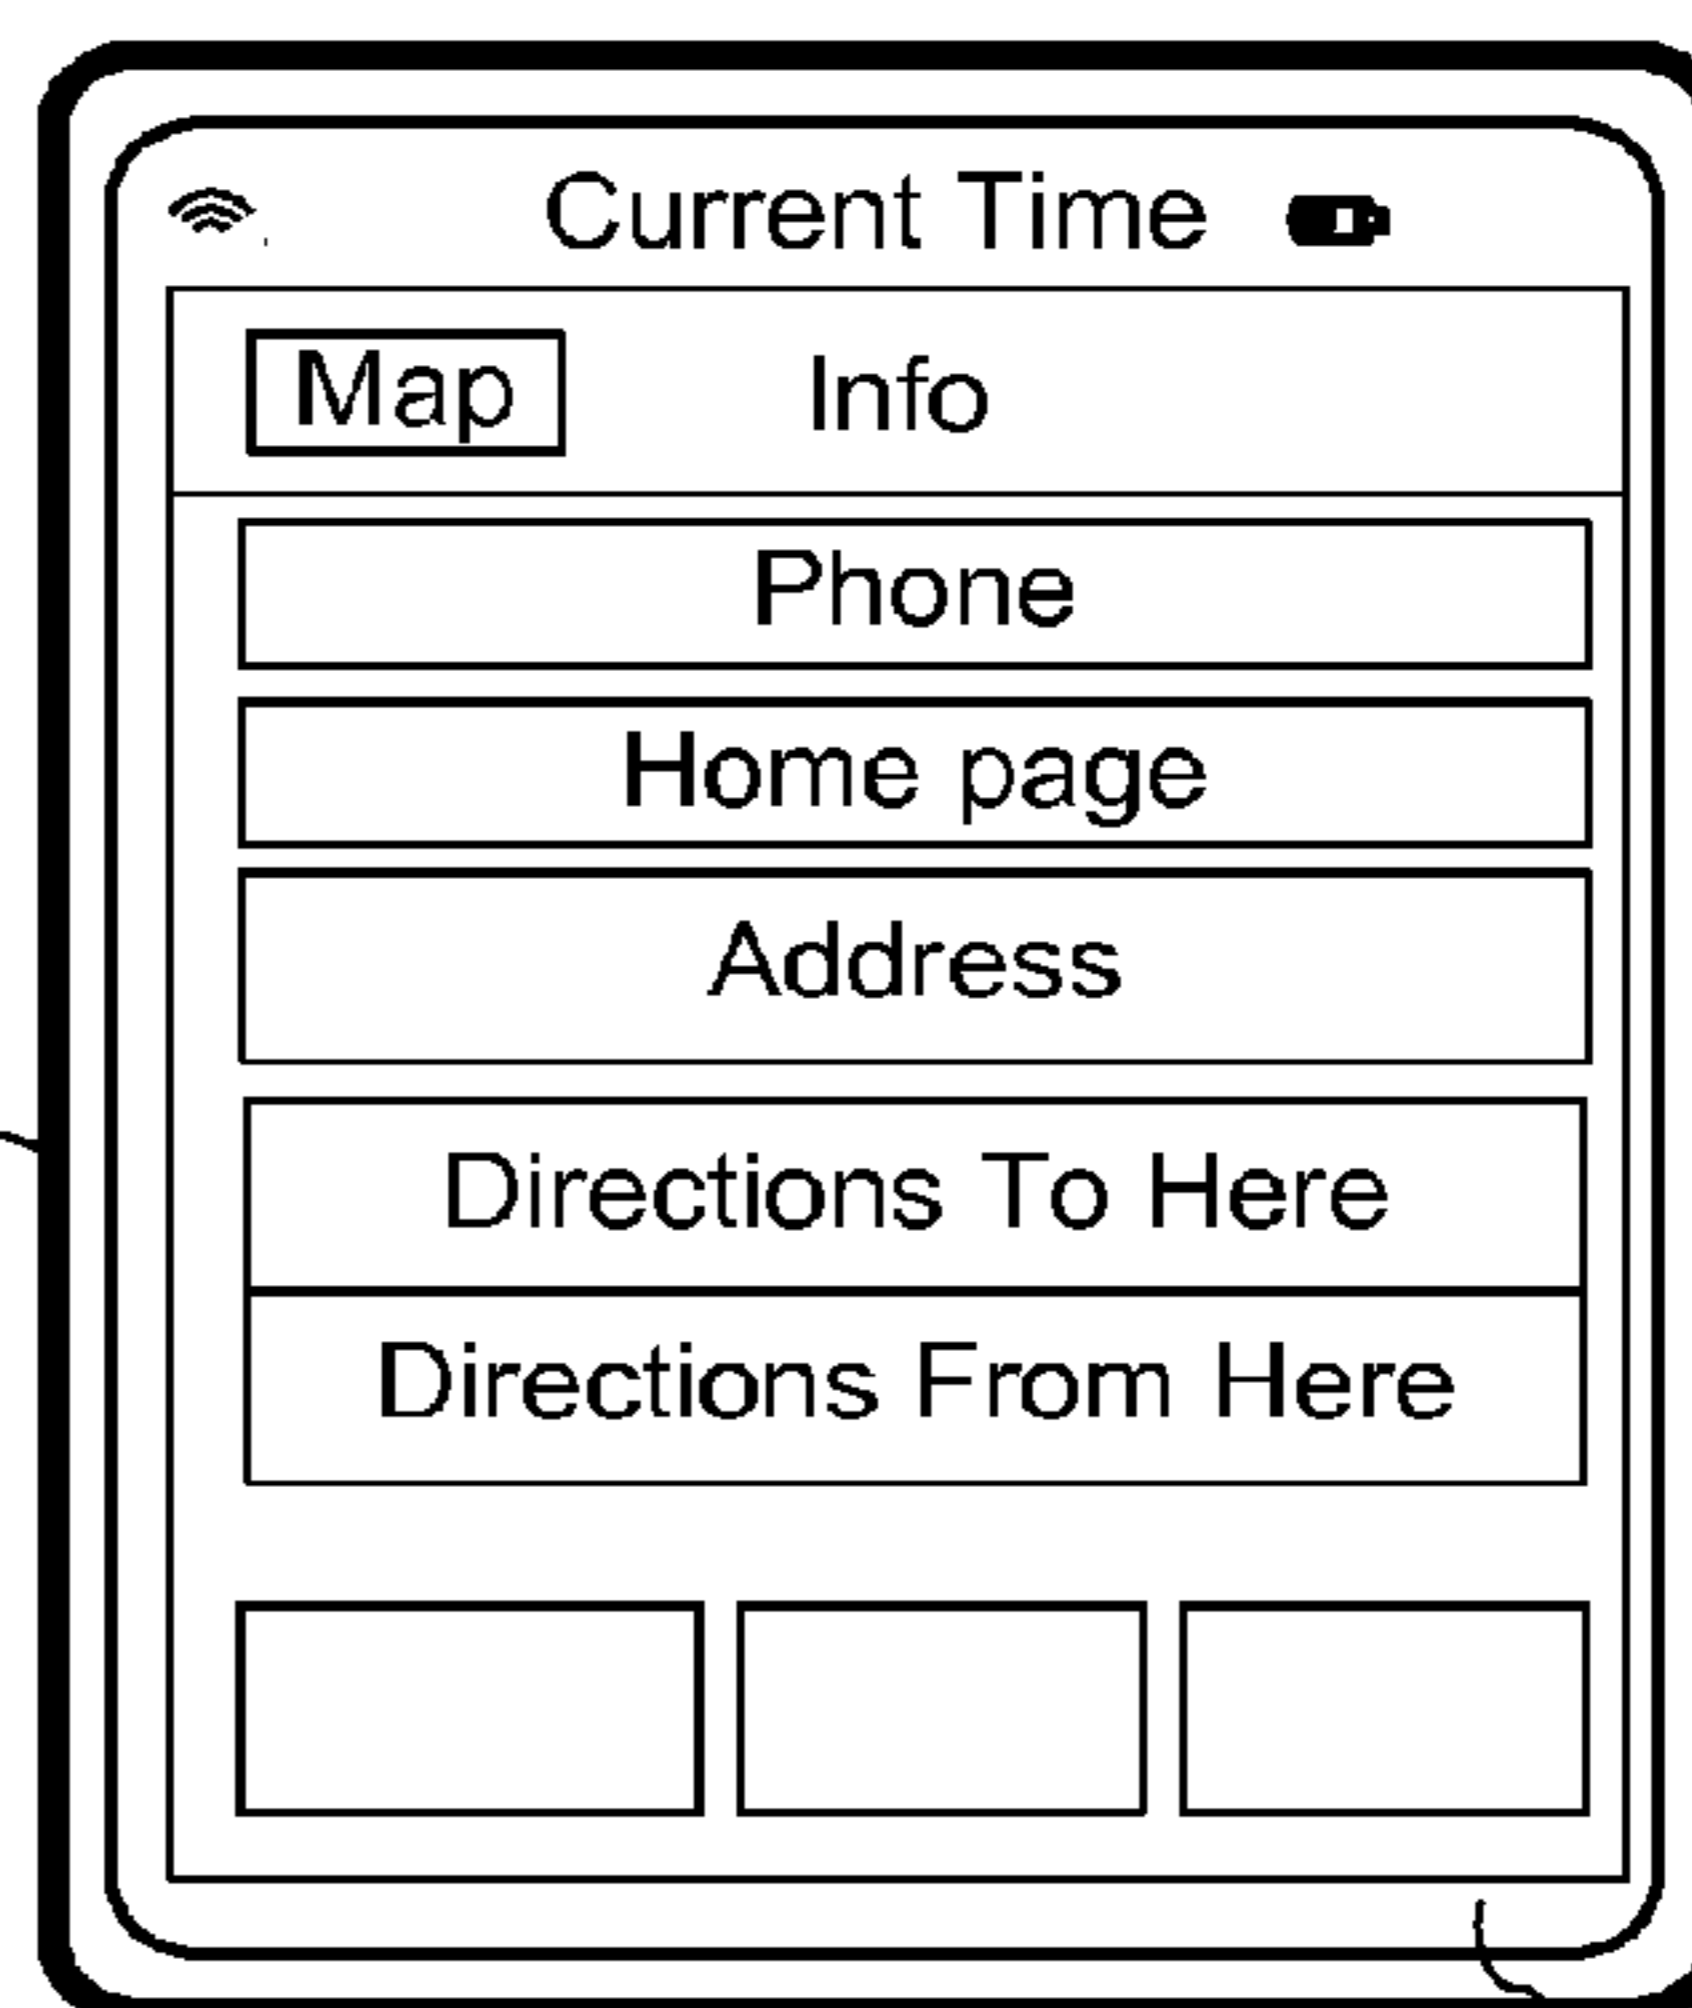 Current Time
Map Info
Phone
Home page
Address
Directions To Here
Directions From Here